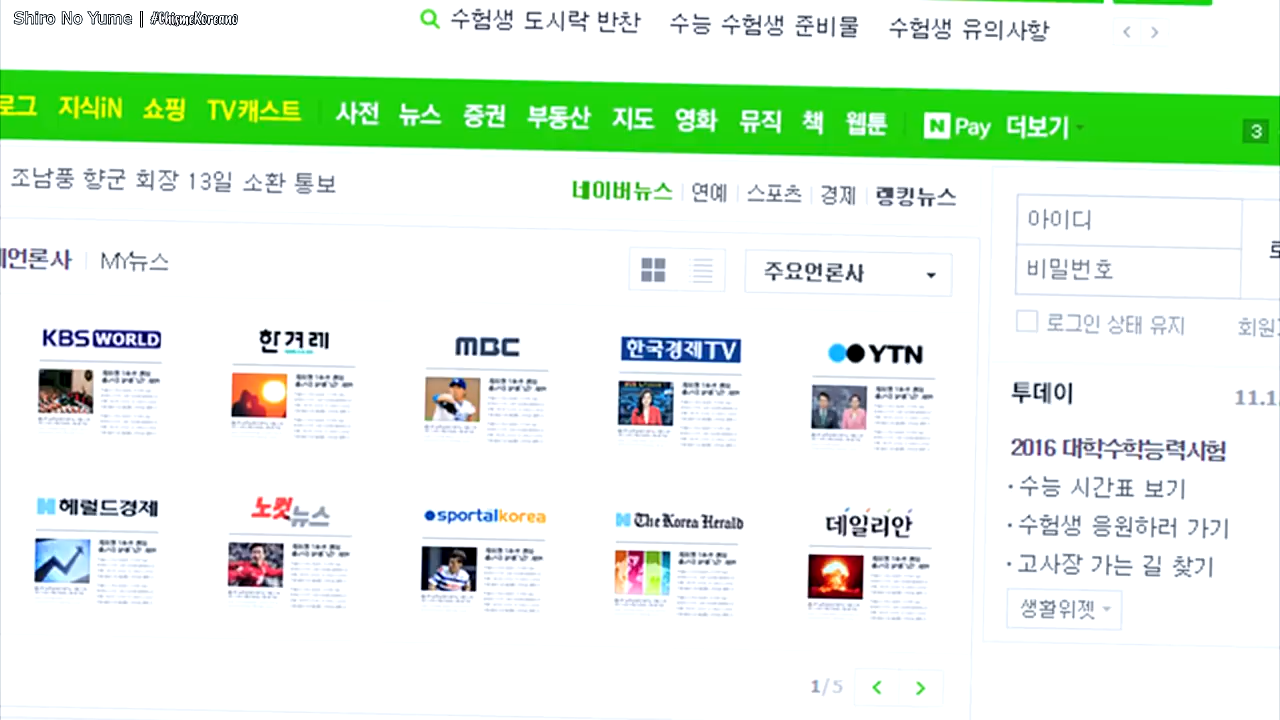 Shiro No Yume |
수험생 도시락 반찬 수능 수험생 준비물 수험생 유의사항
로그 지식iN 쇼핑 TV캐스트 사전 뉴스 증권 부동산 지도 영화 뮤직 책 웹툰 N Pay 더보기 3
조남풍 향군 회장 13일 소환 통보 네이버뉴스 연예 스포츠 경제 랭킹뉴스
언론사 MY뉴스 주요언론사
KBS WORLD 한겨레 MBC 한국경제TV YTN
헤럴드경제 노컷뉴스 sportalkorea The Korea Herald 데일리안
1/5
아이디
비밀번호
로그인 상태 유지 회원
투데이 11.1
2016 대학수학능력시험
· 수능 시간표 보기
· 수험생 응원하러 가기
· 고사장 가는 길 찾기
생활위젯